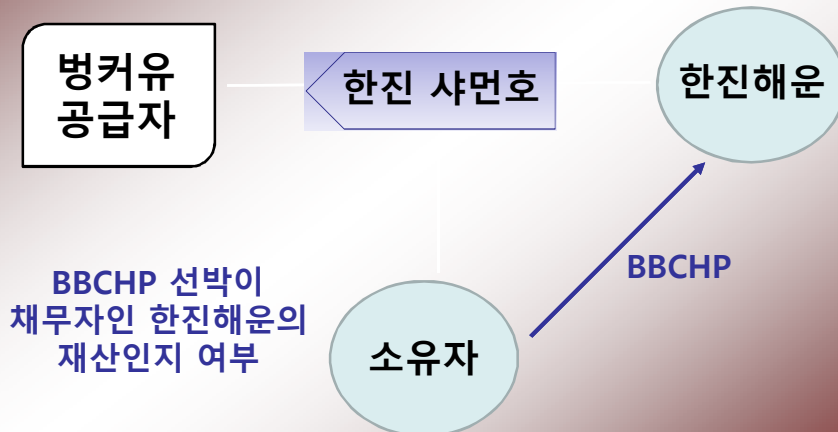 벙커유
공급자
한진 샤먼호
한진해운
BBCHP
BBCHP 선박이
채무자인 한진해운의
재산인지 여부
소유자